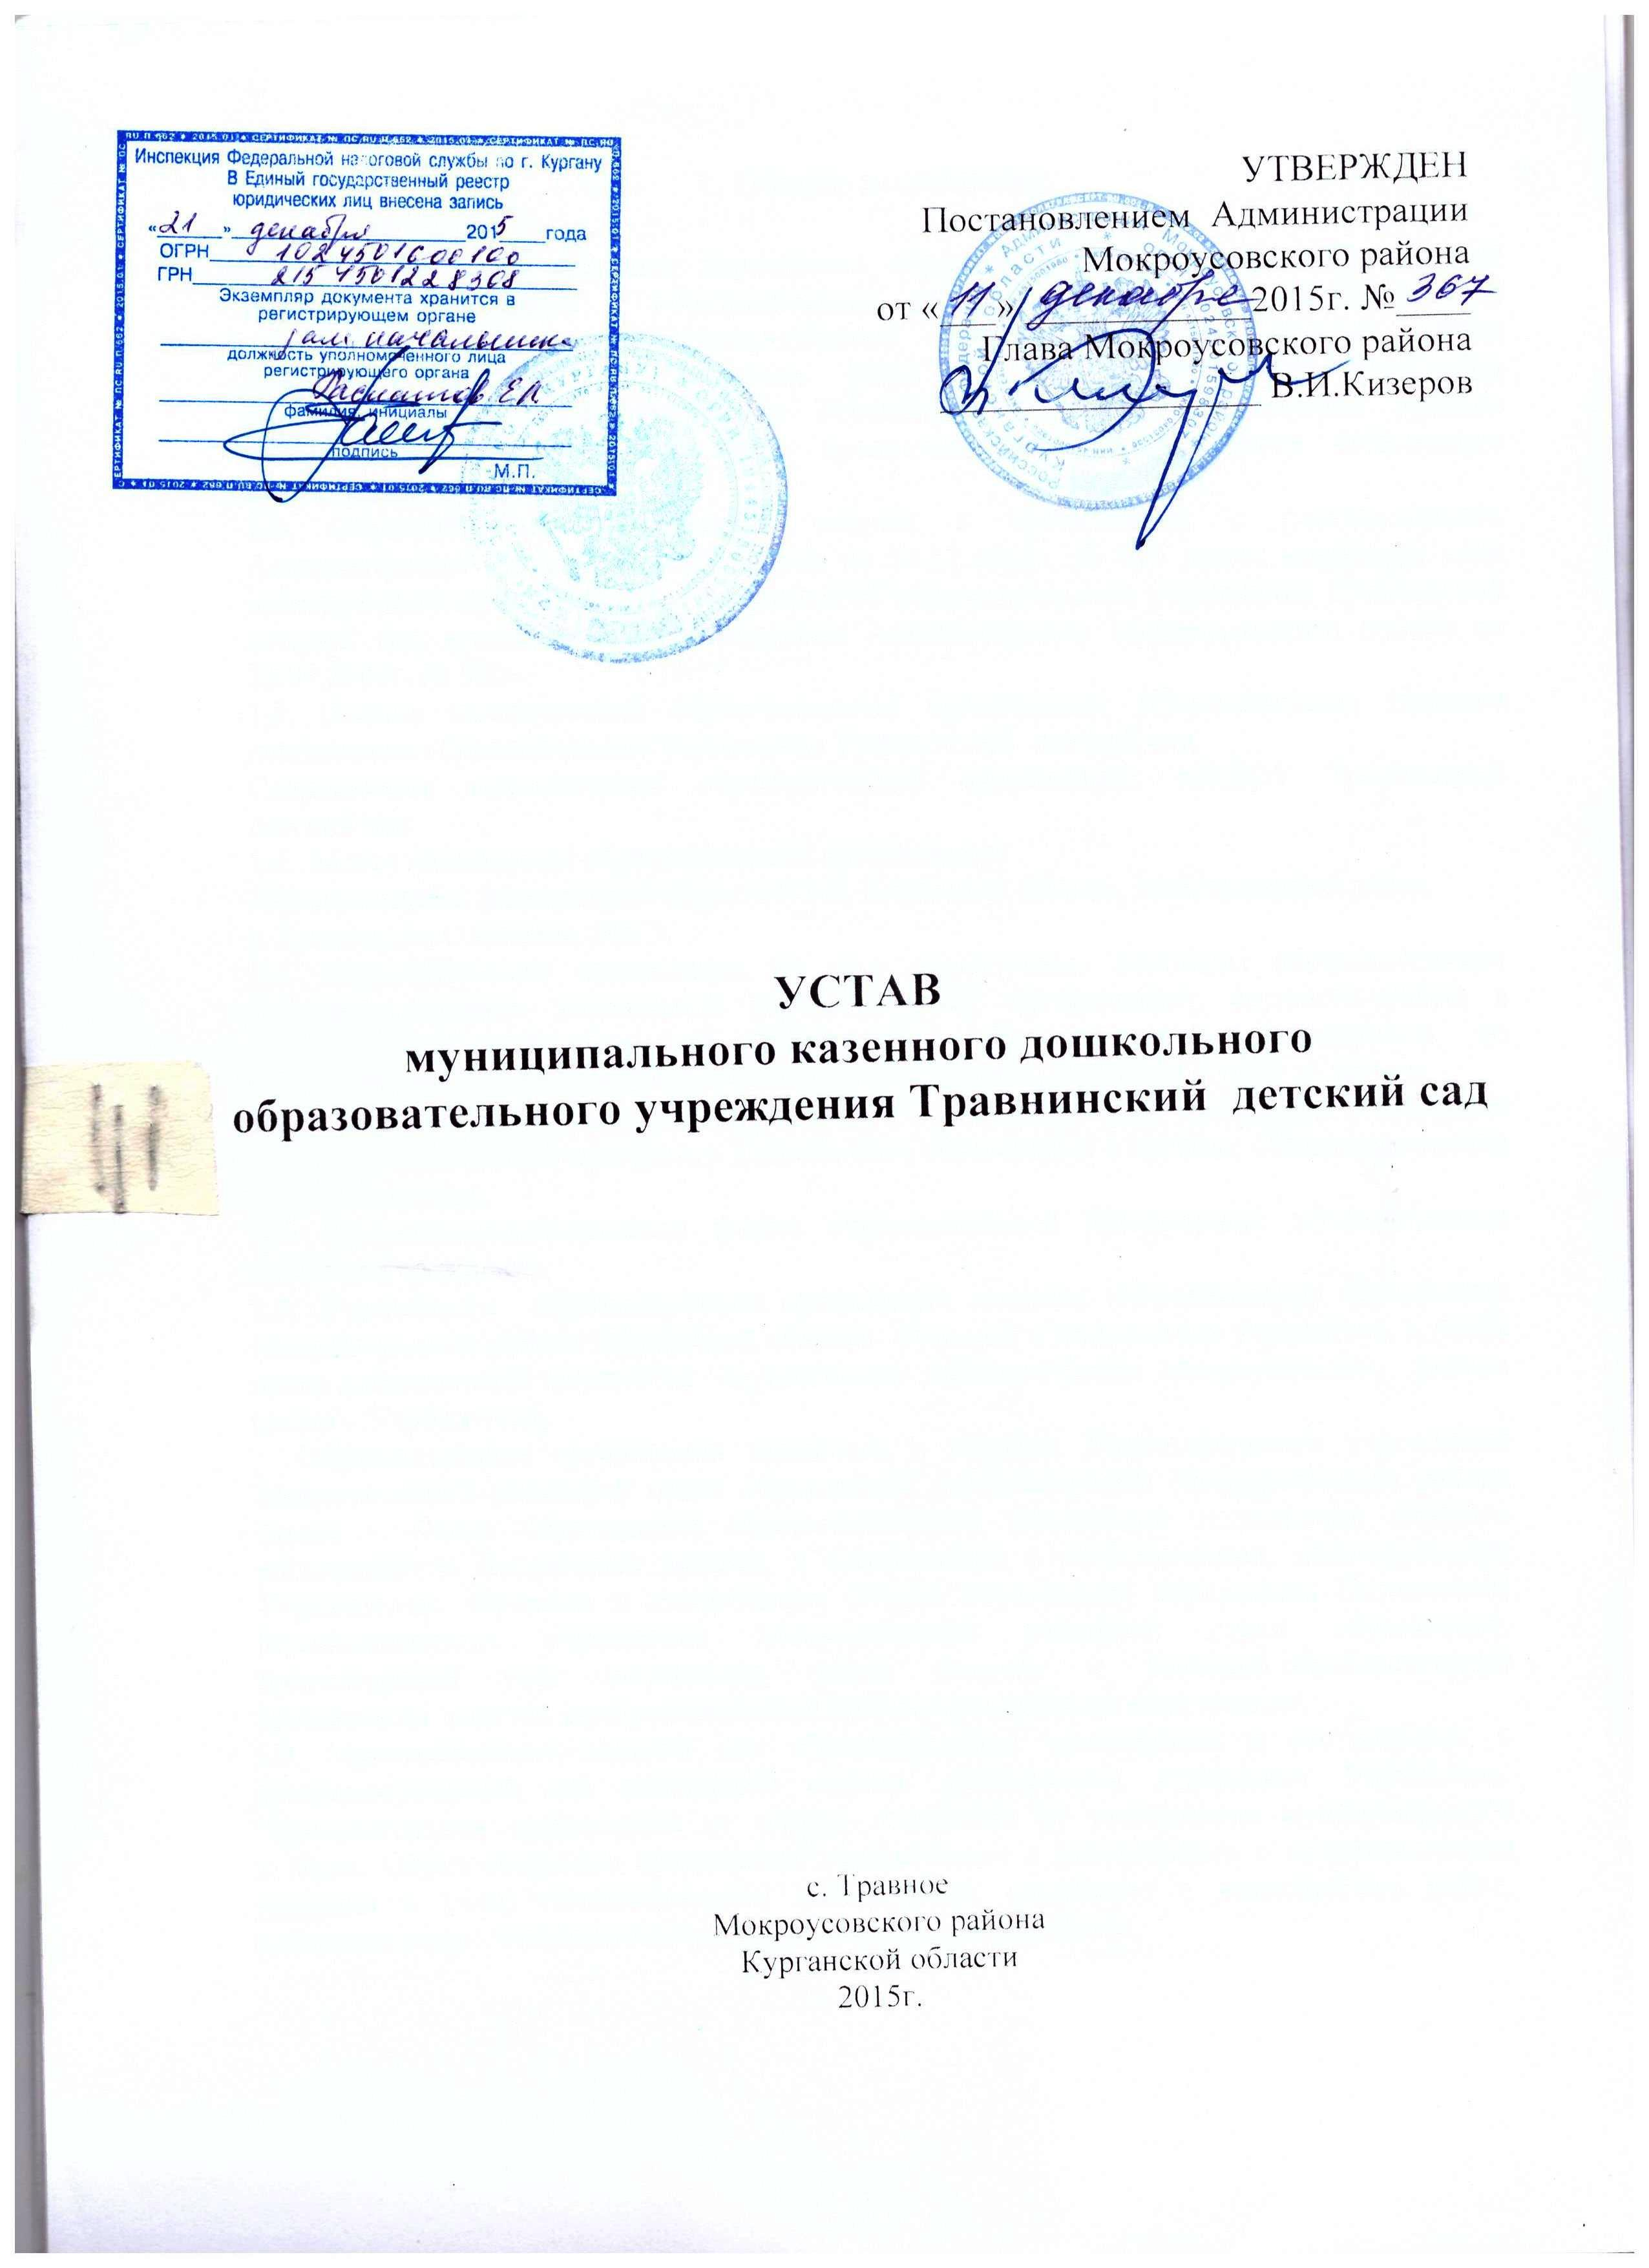 Инспекция Федеральной налоговой службы по г. Кургану
В Единый государственный реестр
юридических лиц внесена запись
«21» декабря 2015 года
ОГРН 1024501600100
ГРН 2154501228308
Экземпляр документа хранится в
регистрирующем органе
зам. начальника
должность уполномоченного лица
регистрирующего органа
фамилия, инициалы
подпись
М.П.
УТВЕРЖДЕН
Постановлением Администрации
Мокроусовского района
от «11» декабря 2015г. № 367
Глава Мокроусовского района
В.И.Кизеров
УСТАВ
муниципального казенного дошкольного
образовательного учреждения Травнинский детский сад
с. Травное
Мокроусовского района
Курганской области
2015г.